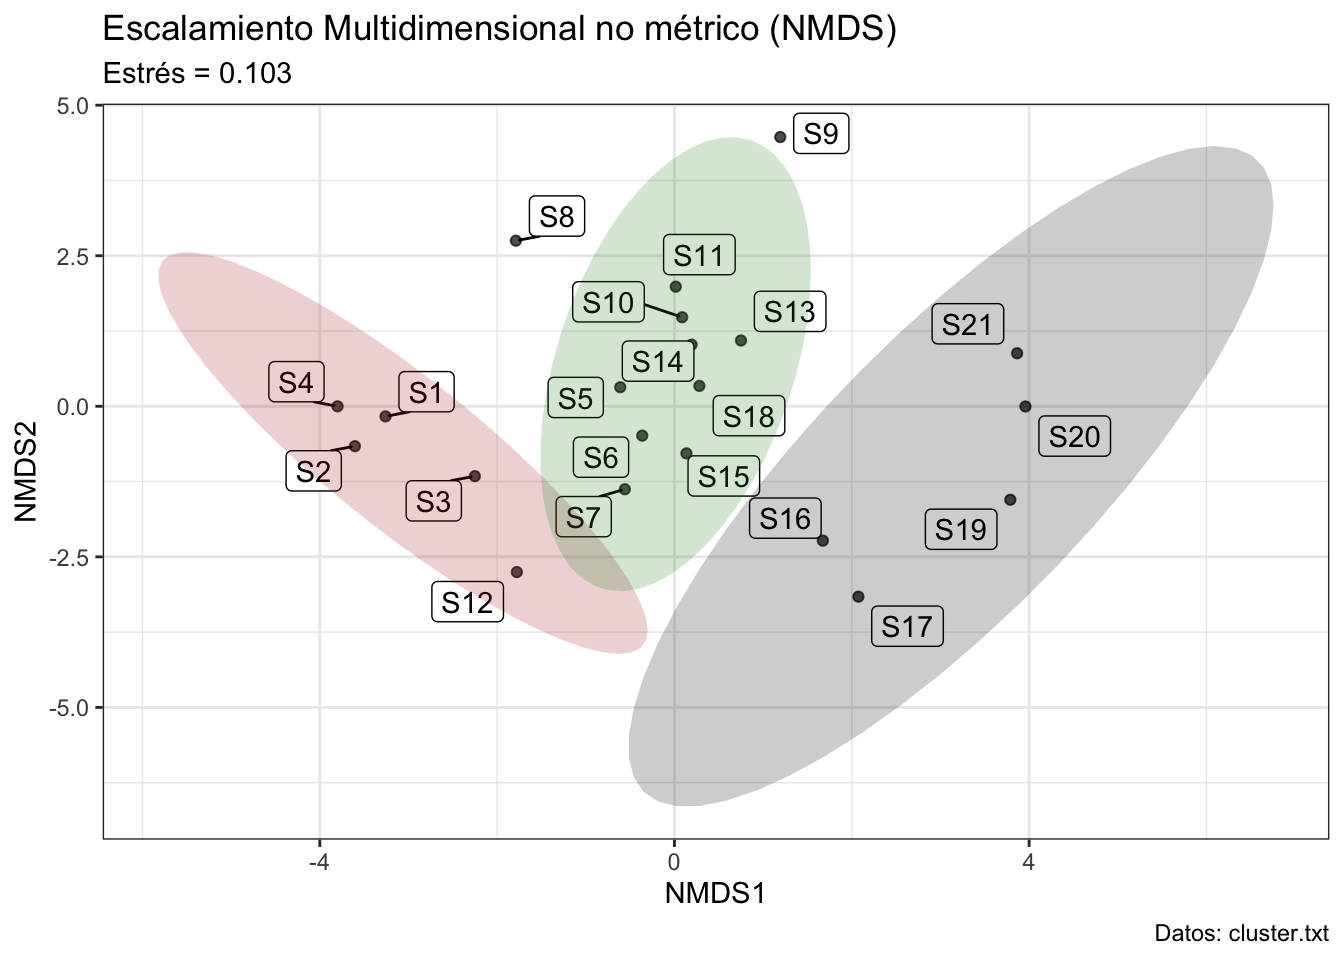 Escalamiento Multidimensional no métrico (NMDS)
Estrés = 0.103
5.0
2.5
0.0
-2.5
-5.0
NMDS2
S9
S8
S11
S10
S13
S21
S14
S4
S1
S5
S18
S20
S6
S2
S15
S3
S7
S16
S19
S12
S17
-4
0
4
NMDS1
Datos: cluster.txt